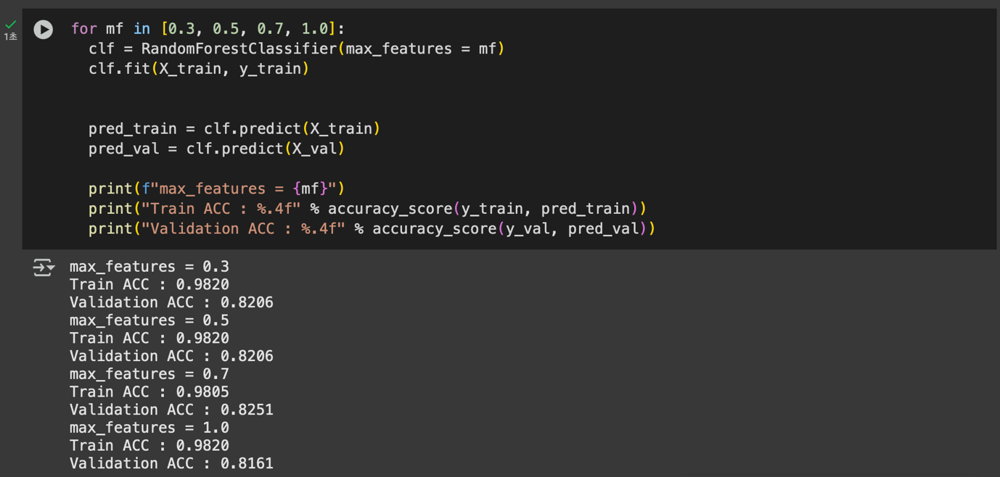 1초
for mf in [0.3, 0.5, 0.7, 1.0]:
  clf = RandomForestClassifier(max_features = mf)
  clf.fit(X_train, y_train)
  pred_train = clf.predict(X_train)
  pred_val = clf.predict(X_val)
  print(f"max_features = {mf}")
  print("Train ACC : %.4f" % accuracy_score(y_train, pred_train))
  print("Validation ACC : %.4f" % accuracy_score(y_val, pred_val))
max_features = 0.3
Train ACC : 0.9820
Validation ACC : 0.8206
max_features = 0.5
Train ACC : 0.9820
Validation ACC : 0.8206
max_features = 0.7
Train ACC : 0.9805
Validation ACC : 0.8251
max_features = 1.0
Train ACC : 0.9820
Validation ACC : 0.8161